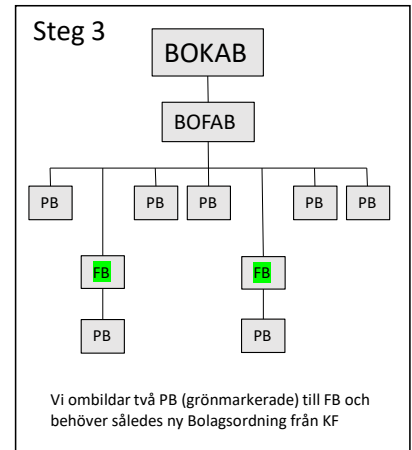 Steg 3
BOKAB
BOFAB
PB PB PB PB PB
FB FB
PB PB
Vi ombildar två PB (grönmarkerade) till FB och
behöver således ny Bolagsordning från KF